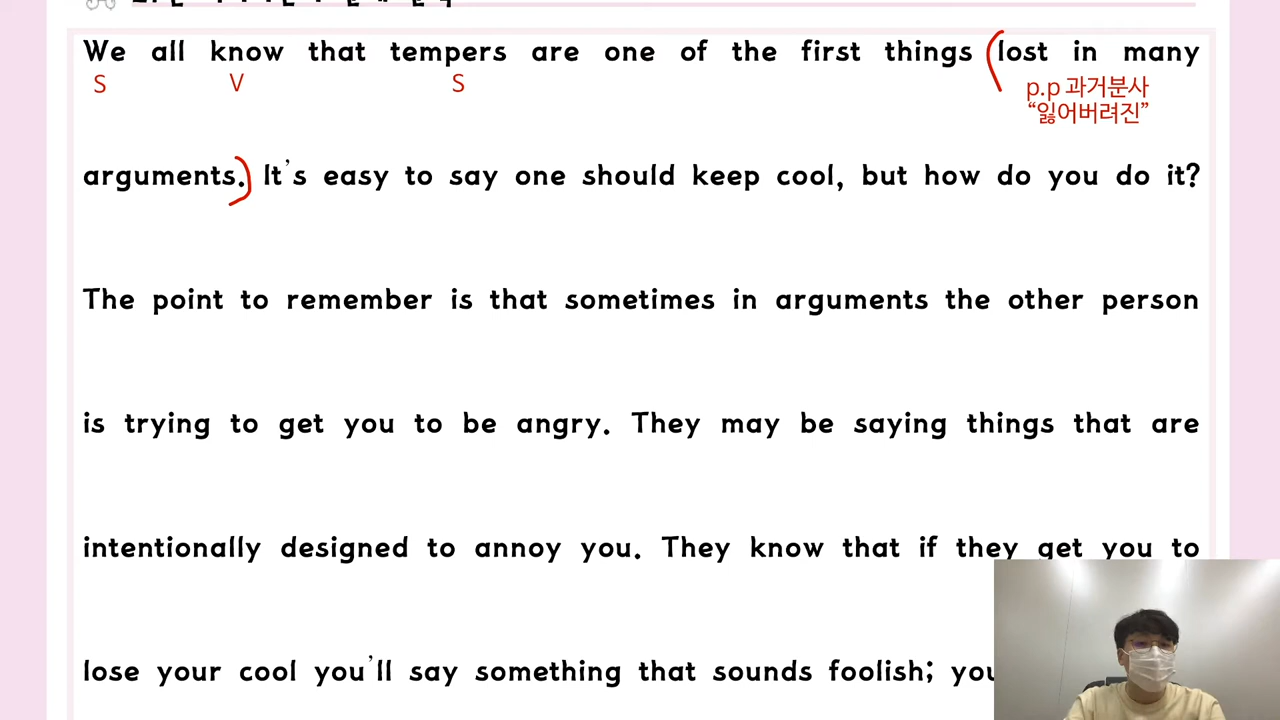 We all know that tempers are one of the first things (lost in many
S V S p.p 과거분사
“잃어버려진”
arguments.) It's easy to say one should keep cool, but how do you do it?
The point to remember is that sometimes in arguments the other person
is trying to get you to be angry. They may be saying things that are
intentionally designed to annoy you. They know that if they get you to
lose your cool you'll say something that sounds foolish; you